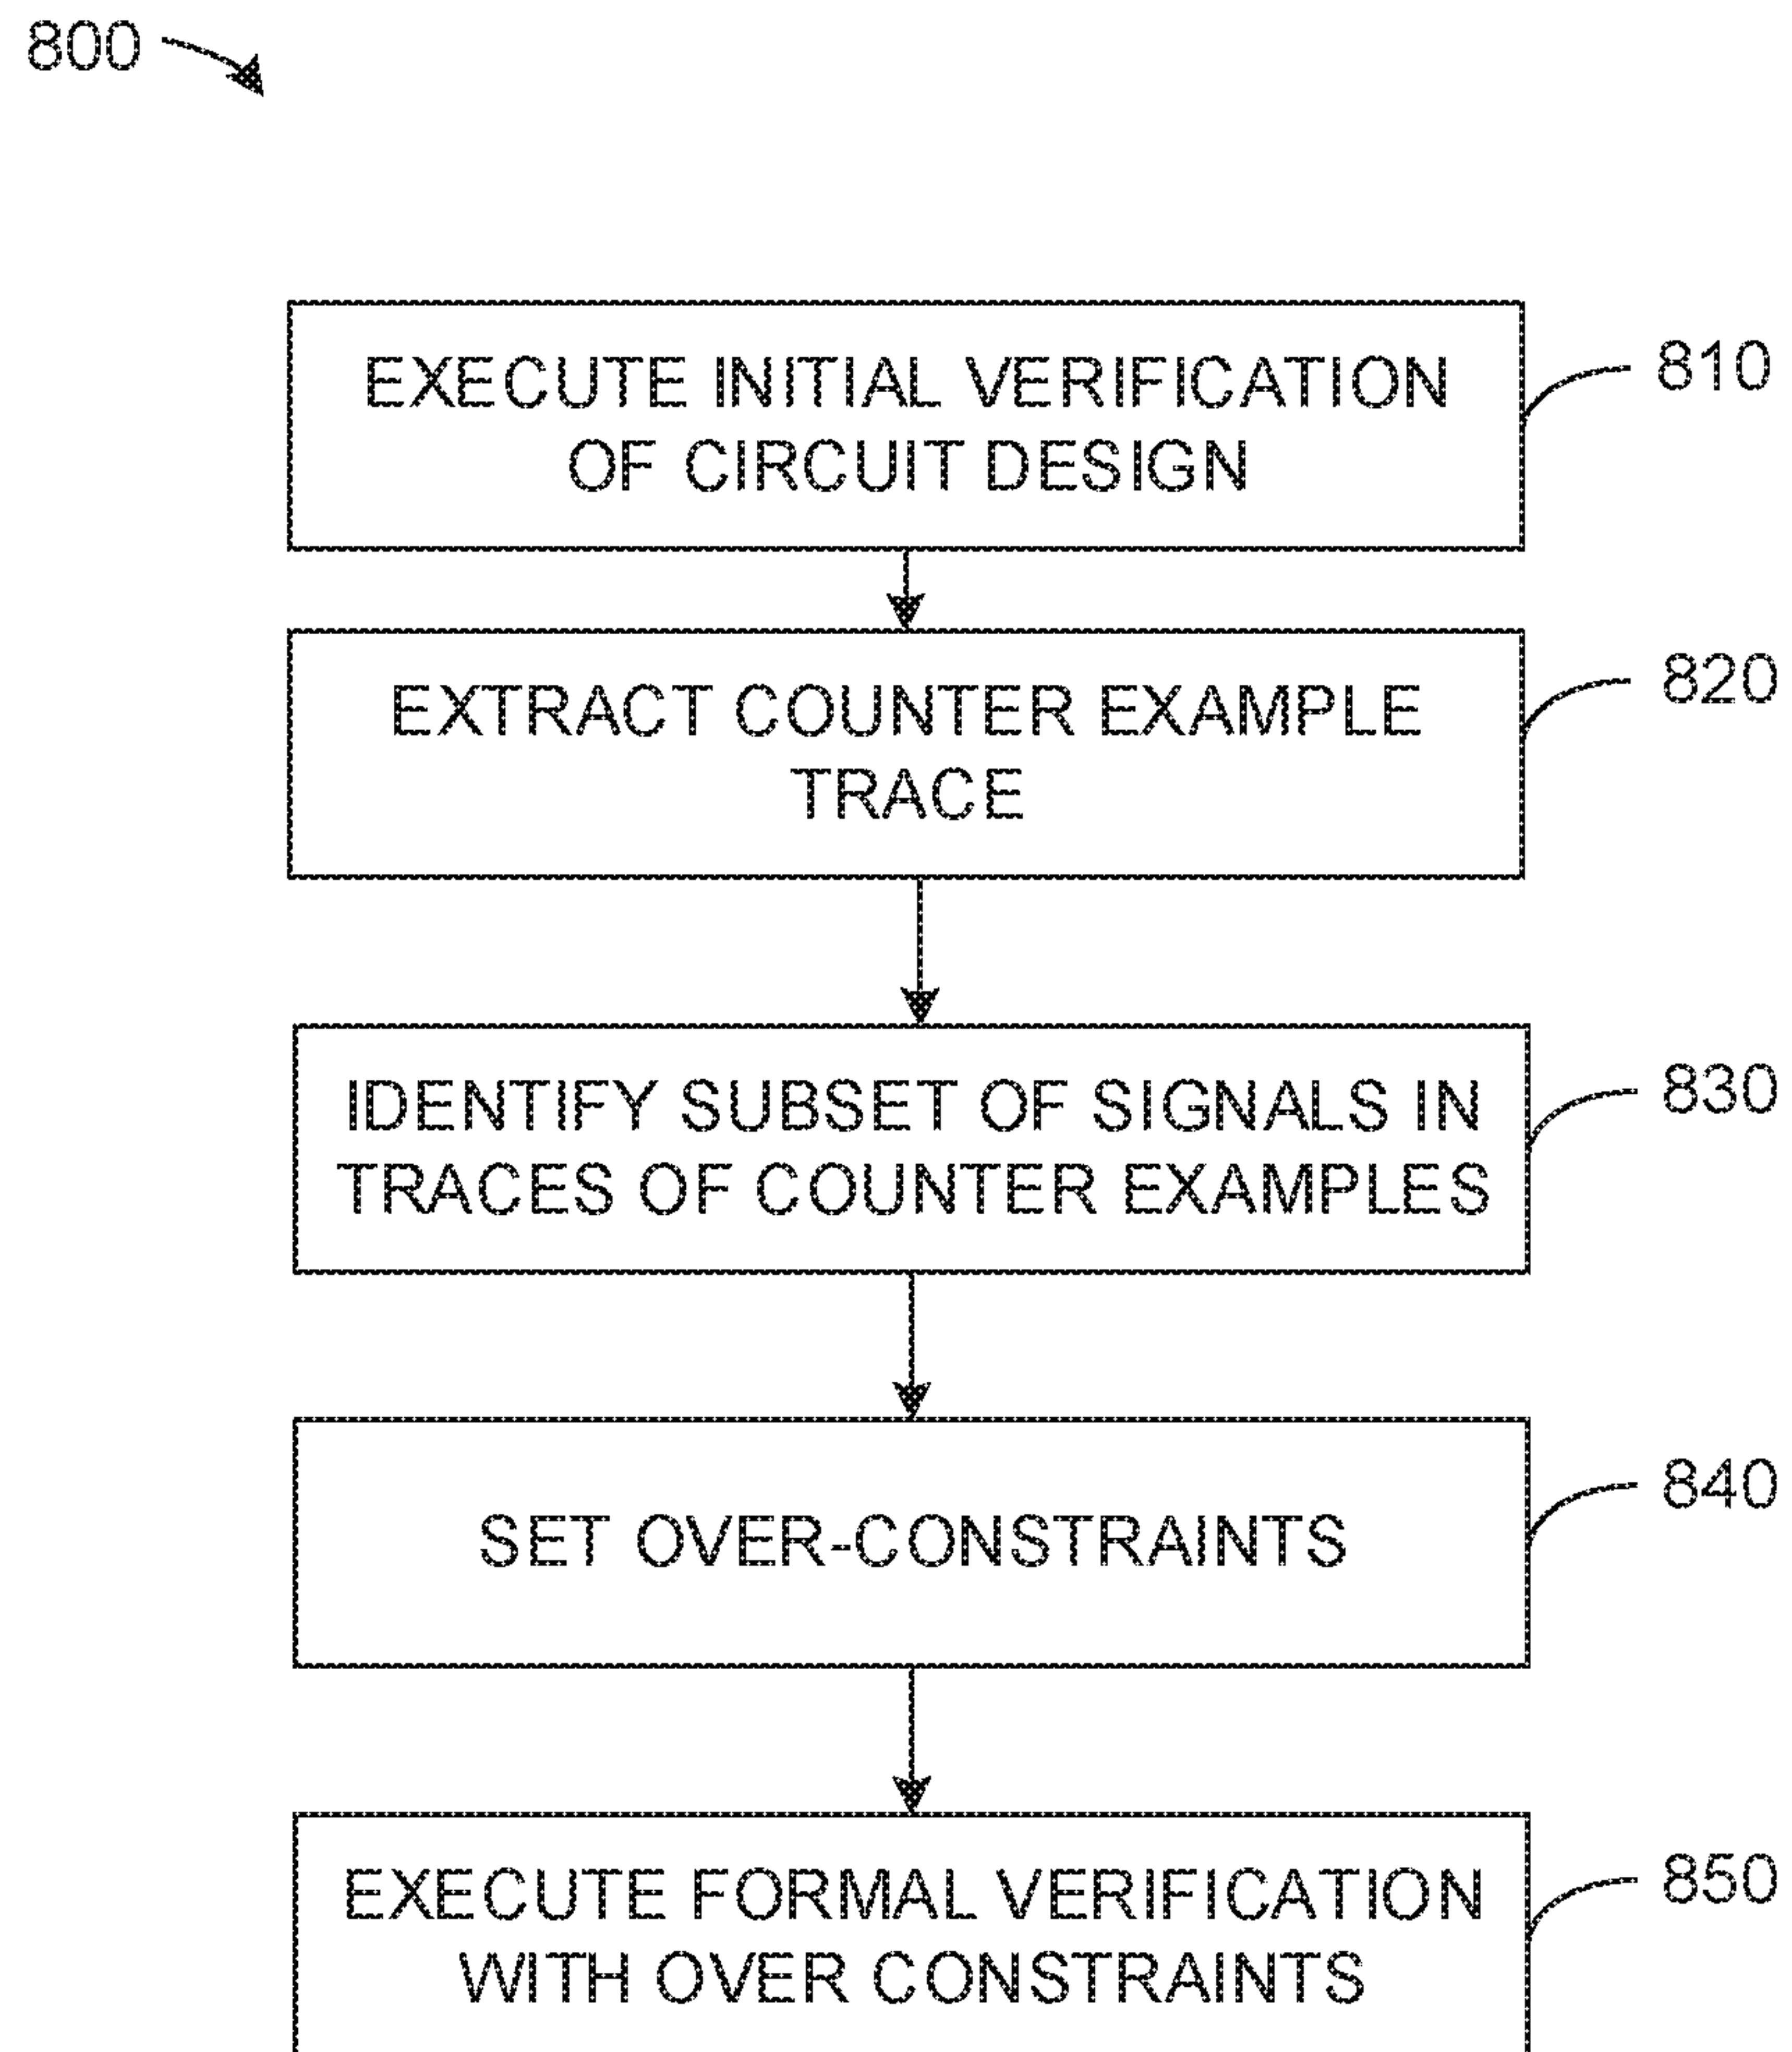 800
EXECUTE INITIAL VERIFICATION
OF CIRCUIT DESIGN
810
EXTRACT COUNTER EXAMPLE
TRACE
820
IDENTIFY SUBSET OF SIGNALS IN
TRACES OF COUNTER EXAMPLES
830
SET OVER-CONSTRAINTS
840
EXECUTE FORMAL VERIFICATION
WITH OVER CONSTRAINTS
850